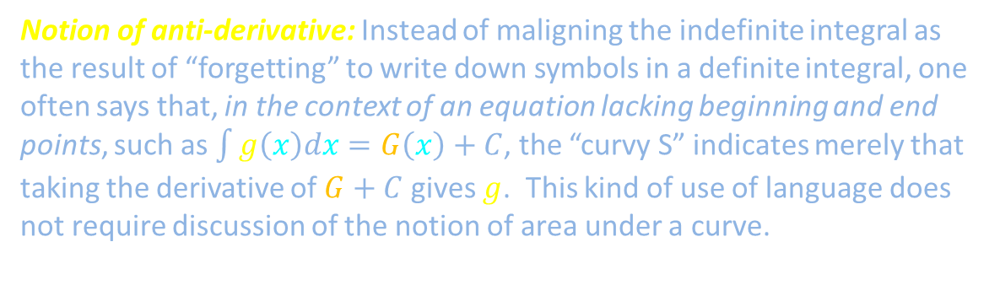 Notion of anti-derivative: Instead of maligning the indefinite integral as
the result of “forgetting” to write down symbols in a definite integral, one
often says that, in the context of an equation lacking beginning and end
points, such as ∫ g(x)dx = G(x) + C, the “curvy S” indicates merely that
taking the derivative of G + C gives g. This kind of use of language does
not require discussion of the notion of area under a curve.